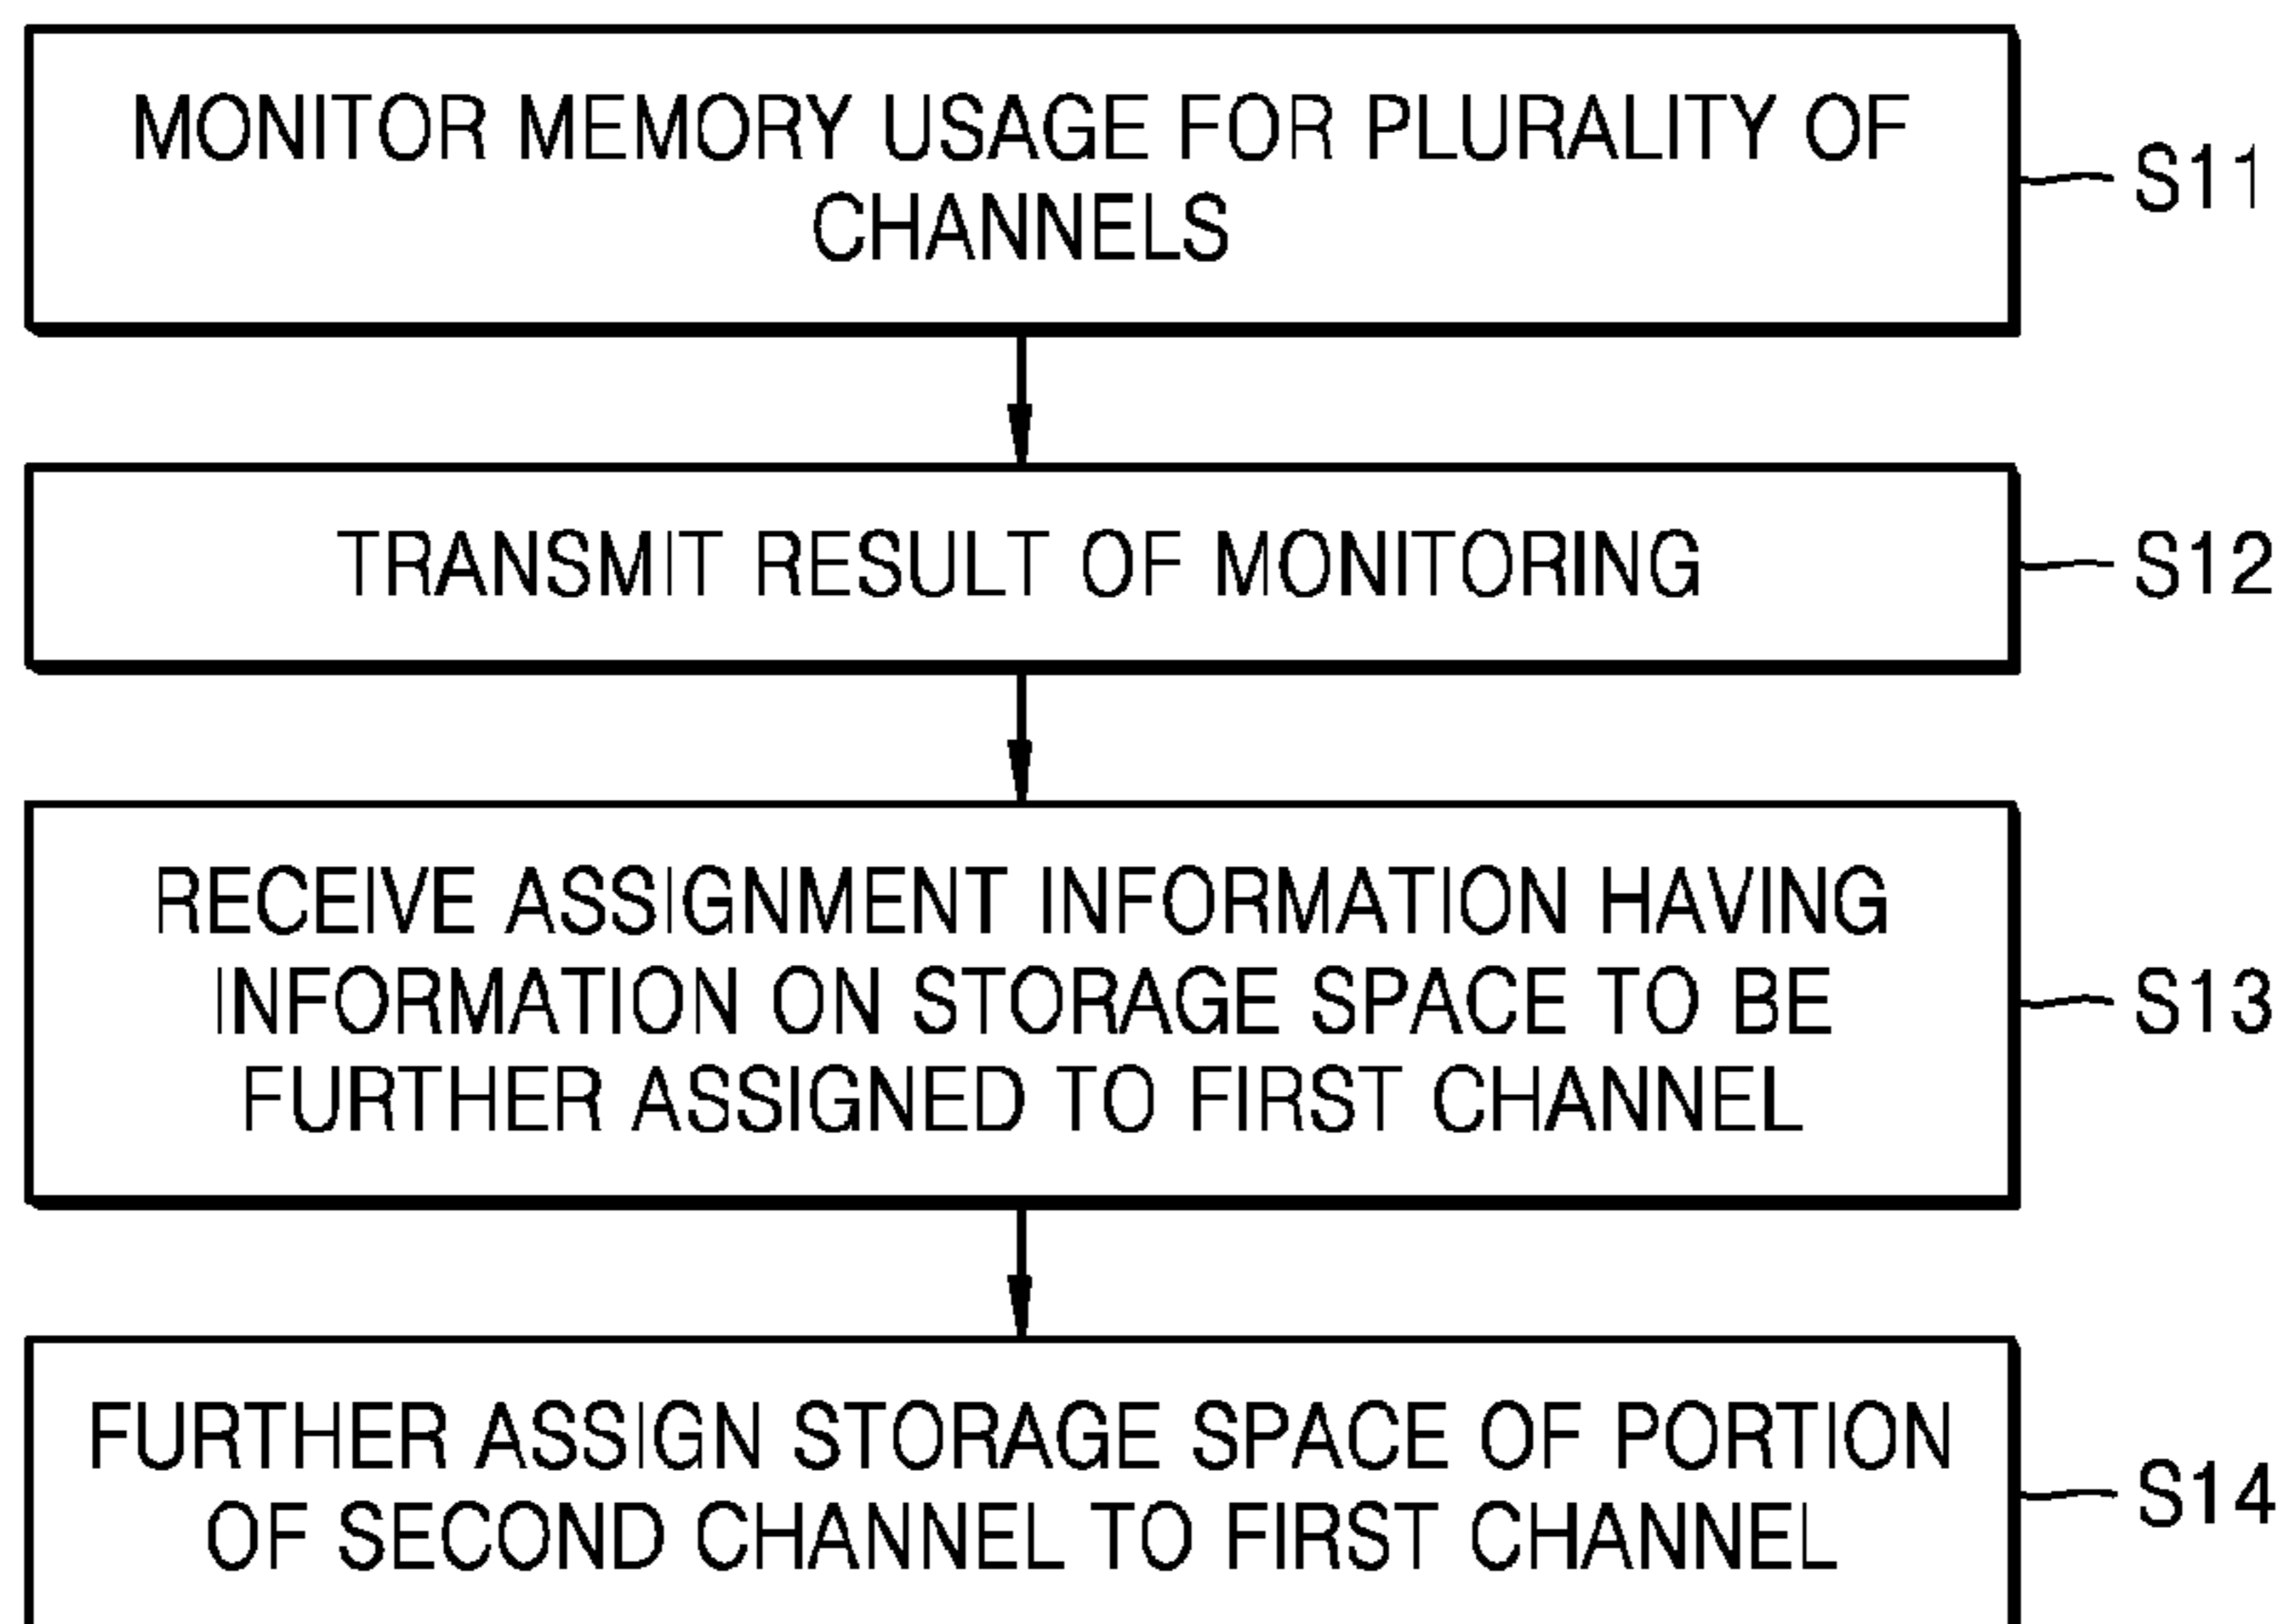 MONITOR MEMORY USAGE FOR PLURALITY OF
CHANNELS
S11
TRANSMIT RESULT OF MONITORING
S12
RECEIVE ASSIGNMENT INFORMATION HAVING
INFORMATION ON STORAGE SPACE TO BE
FURTHER ASSIGNED TO FIRST CHANNEL
S13
FURTHER ASSIGN STORAGE SPACE OF PORTION
OF SECOND CHANNEL TO FIRST CHANNEL
S14